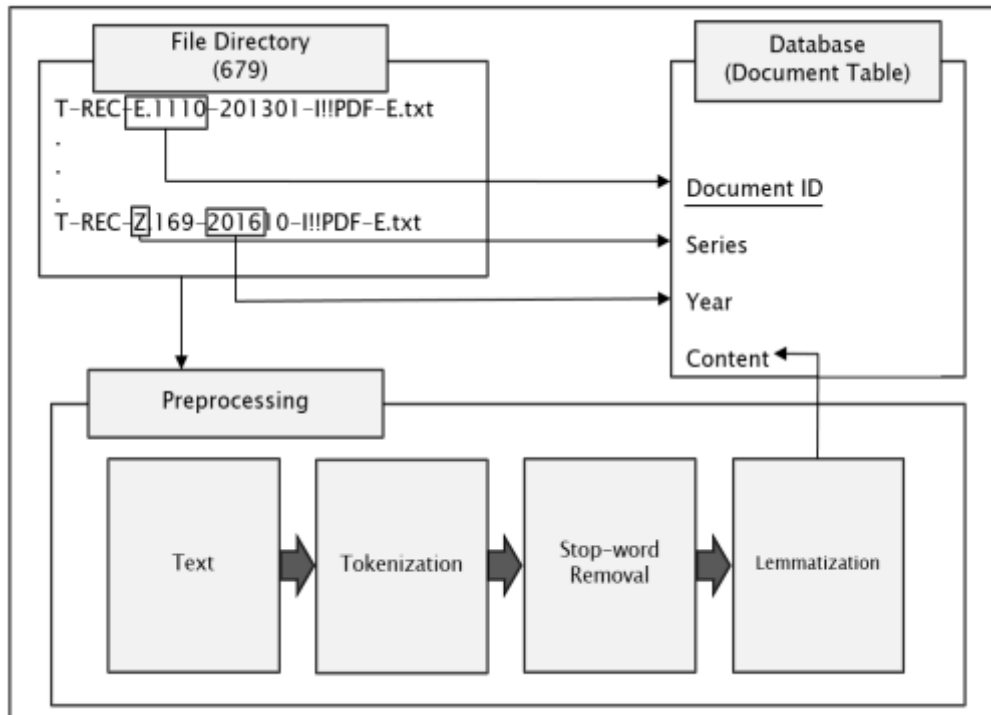 File Directory
(679)
T-REC-E.1110-201301-I!!PDF-E.txt
.
.
.
T-REC-Z.169-201610-I!!PDF-E.txt
Database
(Document Table)
Document ID
Series
Year
Content
Preprocessing
Text
Tokenization
Stop-word
Removal
Lemmatization